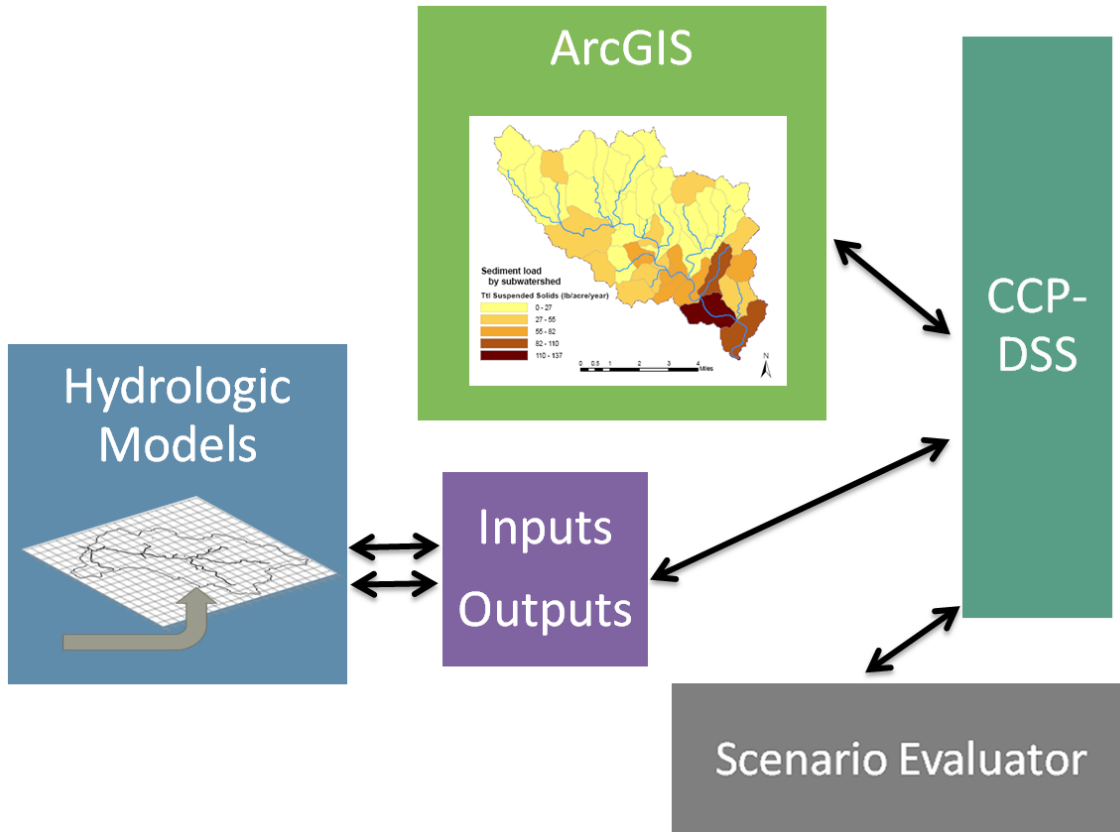 ArcGIS
Sediment load
by subwatershed
Ttl Suspended Solids (lb/acre/year)
0 - 27
27 - 55
55 - 82
82 - 110
110 - 137
0 0.5 1 2 3 4
Miles
N
CCP-
DSS
Hydrologic
Models
Inputs
Outputs
Scenario Evaluator